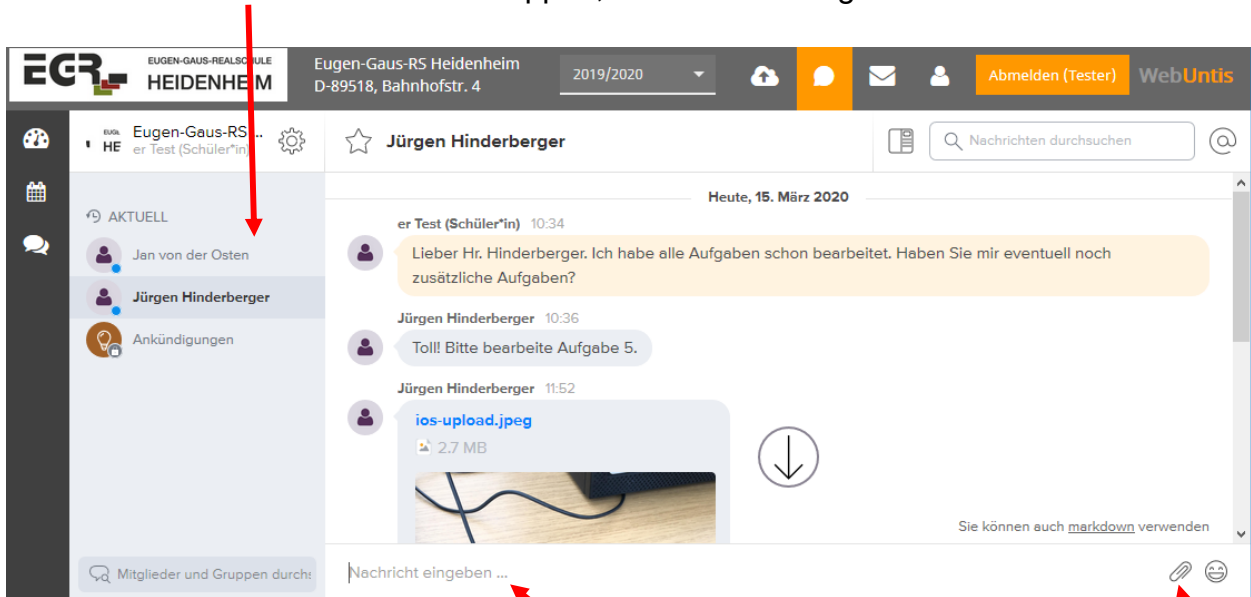 EUGEN-GAUS-REALSCHULE
EGR HEIDENHEIM
Eugen-Gaus-RS Heidenheim
D-89518, Bahnhofstr. 4
2019/2020
Abmelden (Tester)
WebUntis
HE
Eugen-Gaus-RS ...
er Test (Schüler*in)
Jürgen Hinderberger
Nachrichten durchsuchen
AKTUELL
Jan von der Osten
Jürgen Hinderberger
Ankündigungen
Mitglieder und Gruppen durchs
Heute, 15. März 2020
er Test (Schüler*in) 10:34
Lieber Hr. Hinderberger. Ich habe alle Aufgaben schon bearbeitet. Haben Sie mir eventuell noch
zusätzliche Aufgaben?
Jürgen Hinderberger 10:36
Toll! Bitte bearbeite Aufgabe 5.
Jürgen Hinderberger 11:52
ios-upload.jpeg
2.7 MB
Sie können auch markdown verwenden
Nachricht eingeben ...